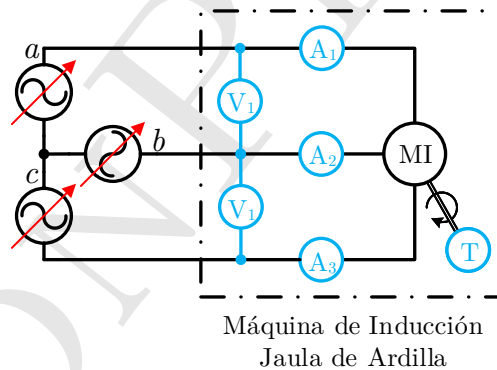 a
A1
V1
c
b
A2
MI
V1
A3
T
Máquina de Inducción
Jaula de Ardilla